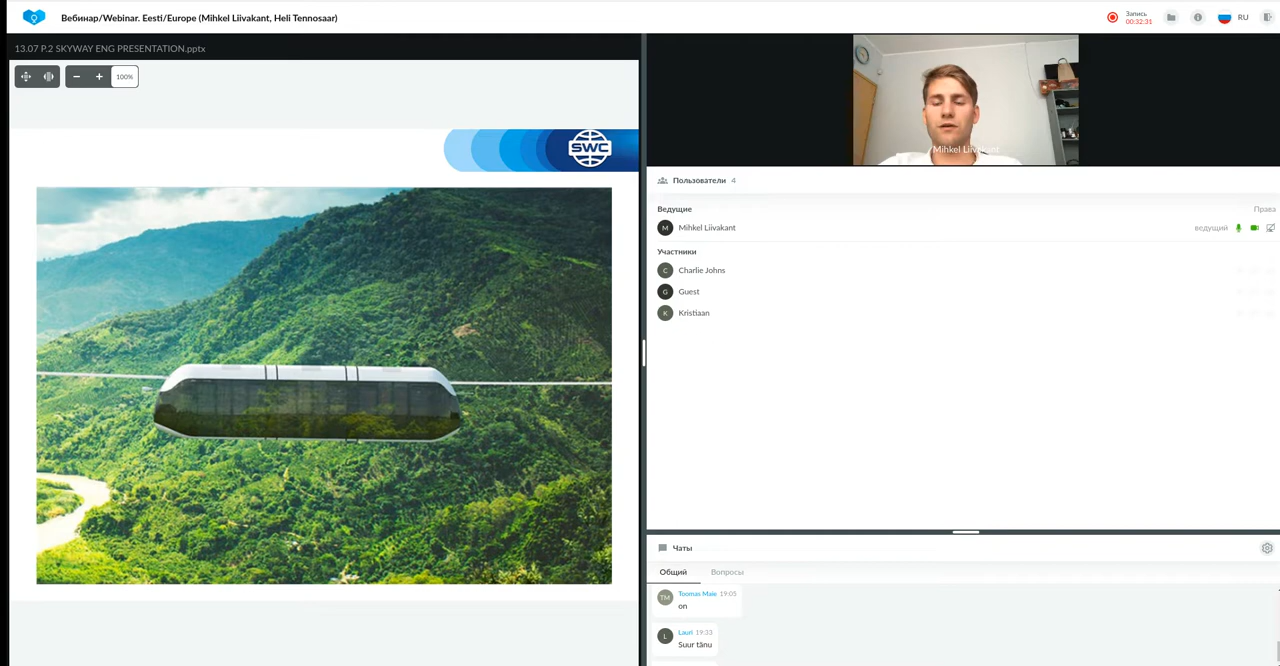 Вебинар/Webinar. Eesti/Europe (Mihkel Liivakant, Heli Tennosaar)
Запись
00:32:31
RU
13.07 P.2 SKYWAY ENG PRESENTATION.pptx
100%
SWC
Mihkel Liivakant
Пользователи 4
Ведущие
Права
M Mihkel Liivakant
ведущий
Участники
C Charlie Johns
G Guest
K Kristiaan
Чаты
Общий Вопросы
TM Toomas Maie 19:05
on
L Lauri 19:33
Suur tänu